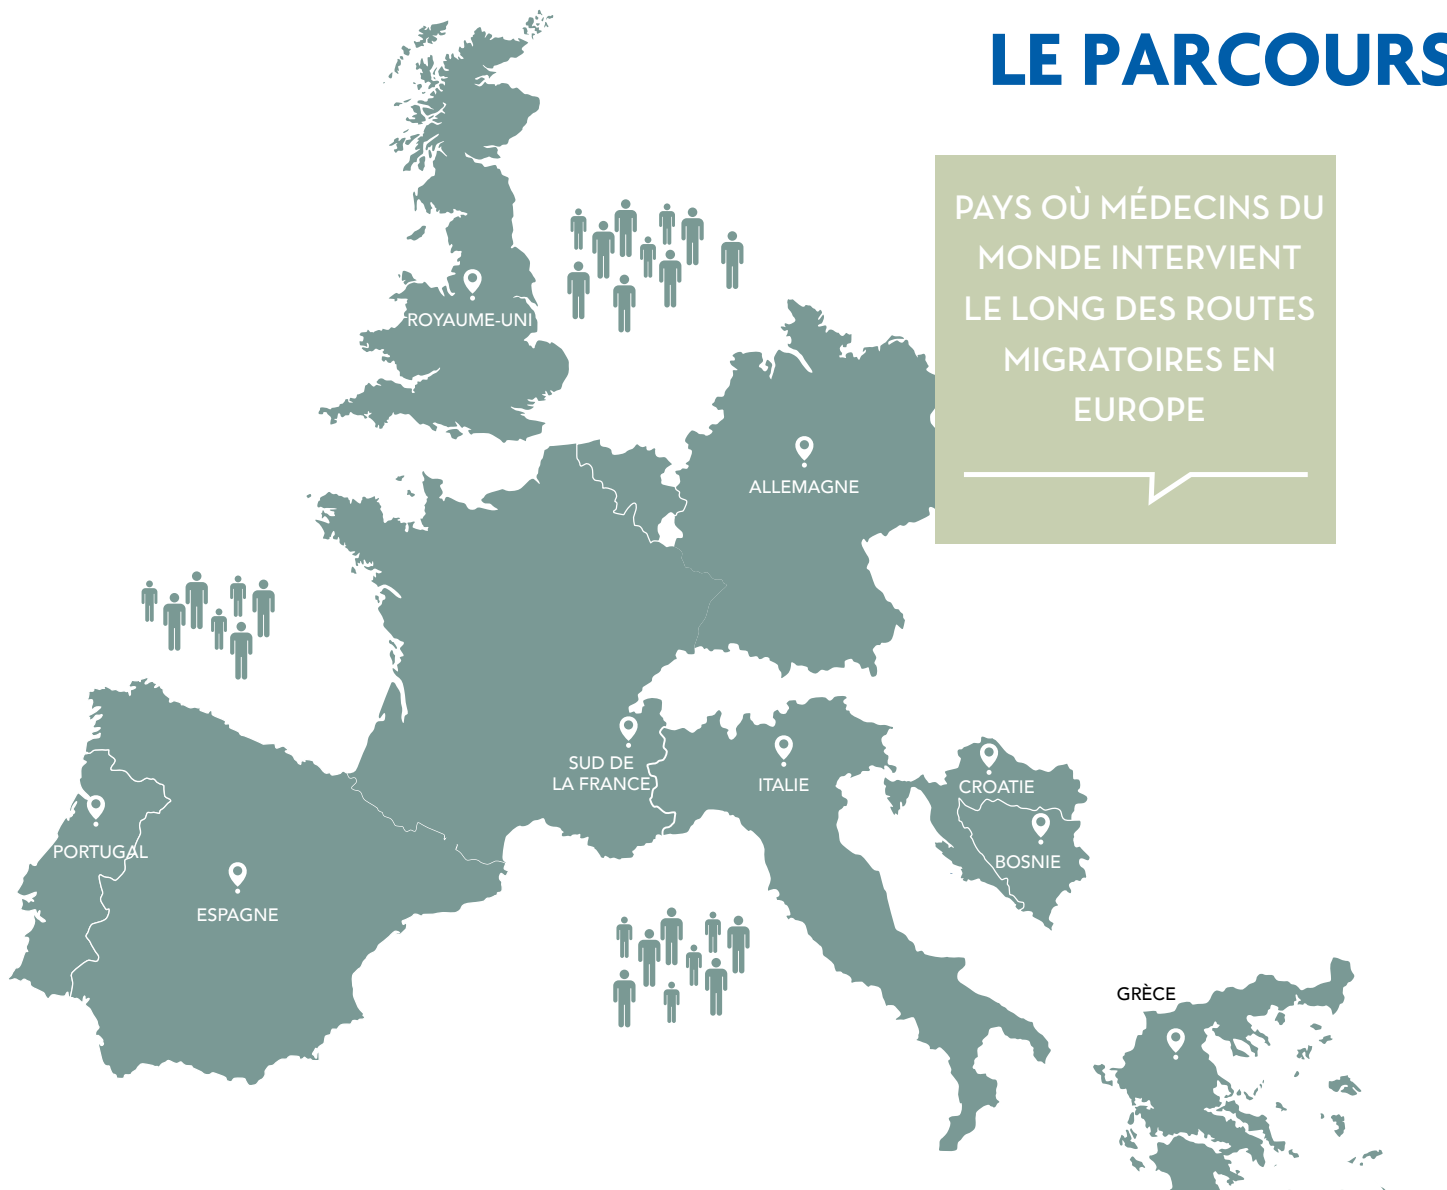 LE PARCOURS
PAYS OÙ MÉDECINS DU
MONDE INTERVIENT
LE LONG DES ROUTES
MIGRATOIRES EN
EUROPE
ROYAUME-UNI
ALLEMAGNE
SUD DE
LA FRANCE
ITALIE
CROATIE
BOSNIE
PORTUGAL
ESPAGNE
GRÈCE